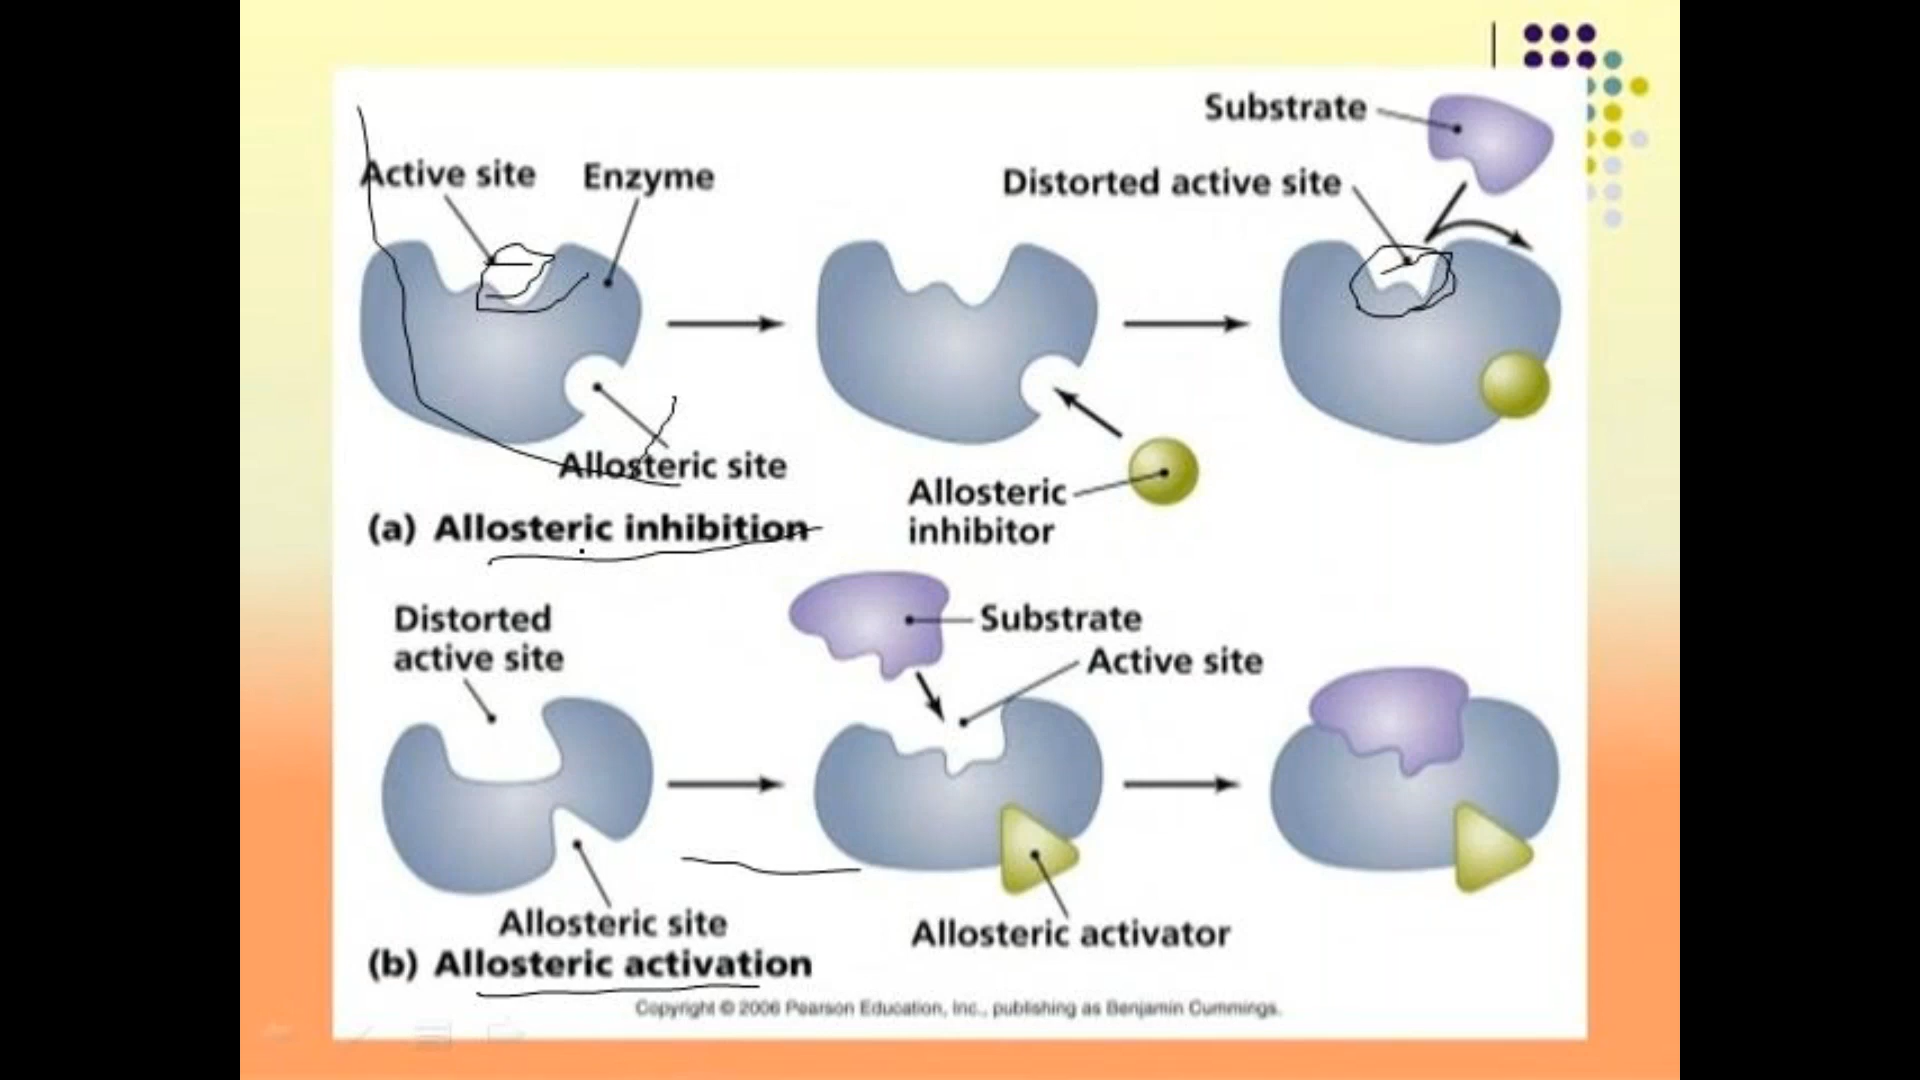 Substrate
Active site
Enzyme
Distorted active site
Allosteric site
Allosteric
inhibitor
(a) Allosteric inhibition
Distorted
active site
Substrate
Active site
Allosteric site
Allosteric activator
(b) Allosteric activation
Copyright © 2006 Pearson Education, Inc., publishing as Benjamin Cummings.